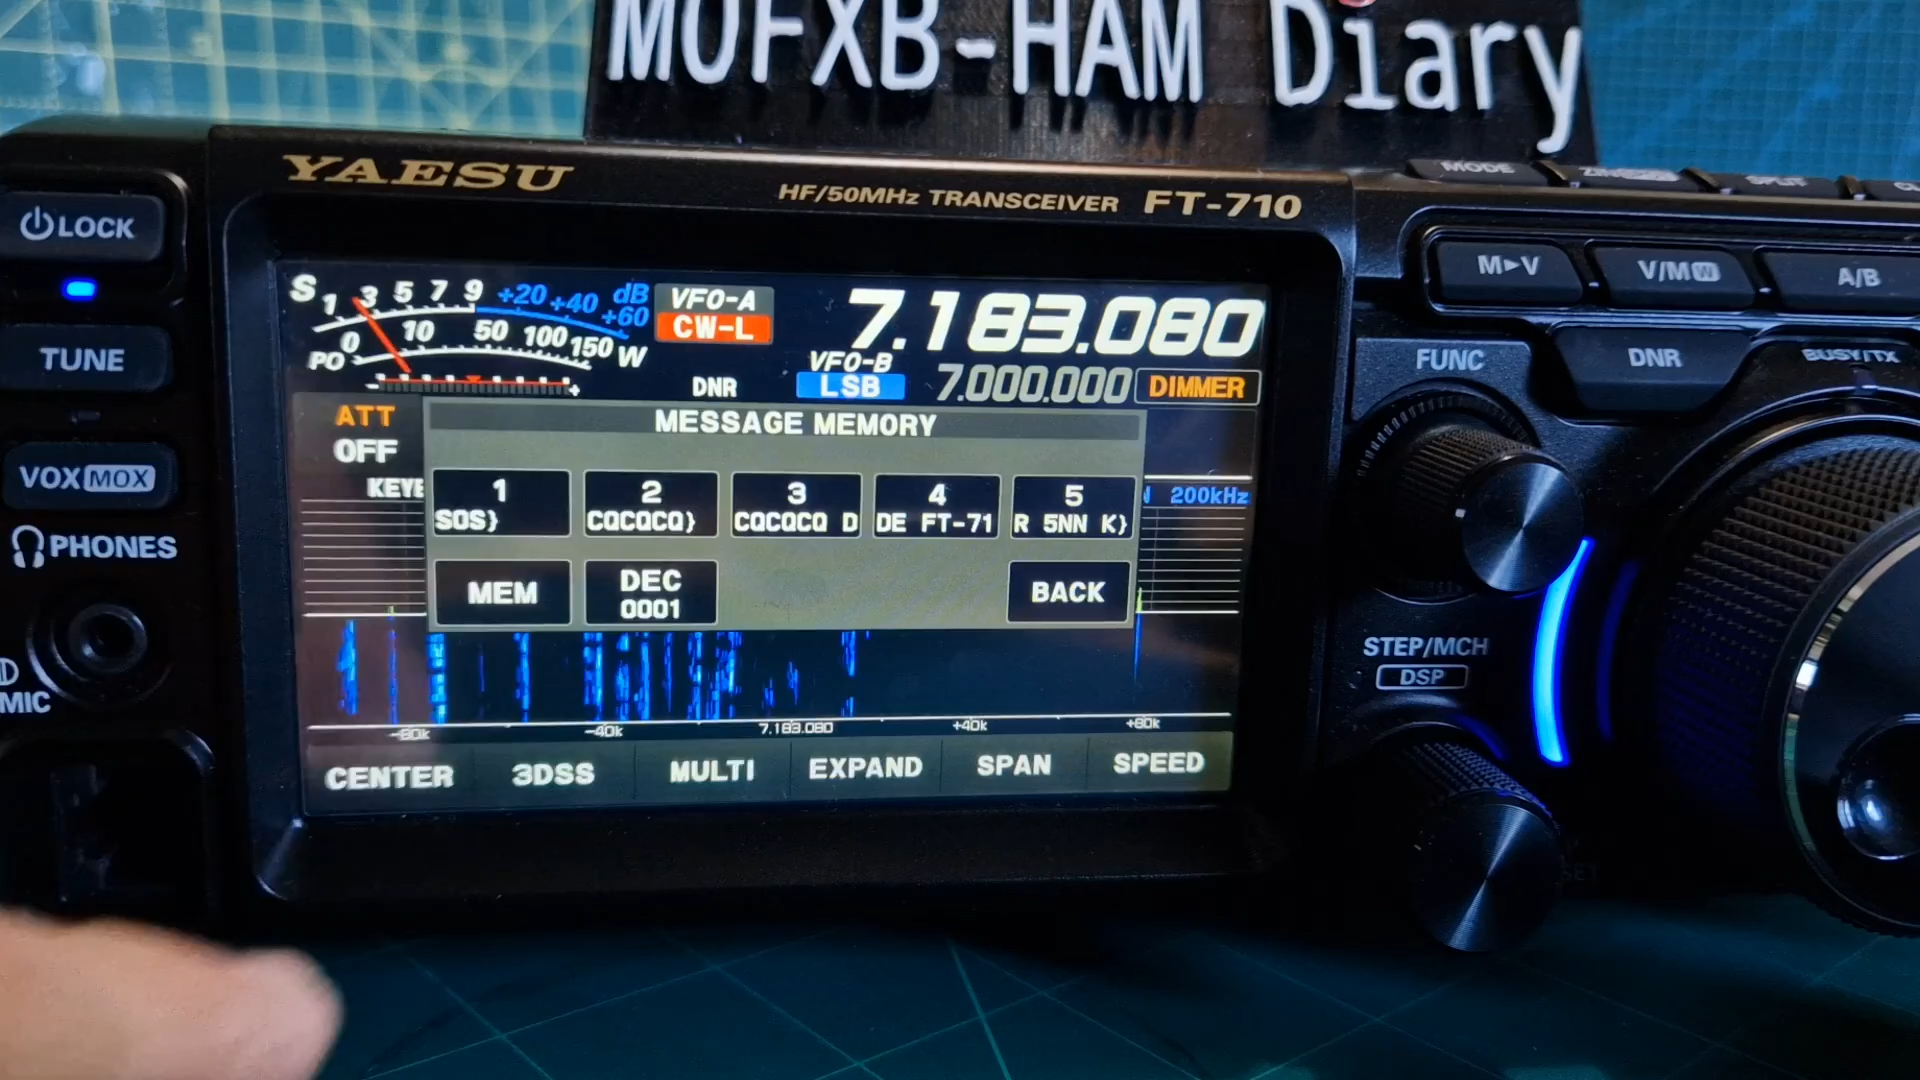 M0FXB-HAM Diary
YAESU
HF/50MHz TRANSCEIVER FT-710
MODE
SPLIT
LOCK
M►V
V/M W
A/B
S 1 3 5 7 9 +20 +40 +60 dB
PO 0 10 50 100 150 W
VFO-A
CW-L
7.183.080
VFO-B
DNR
LSB
7.000.000
DIMMER
TUNE
FUNC
DNR
BUSY/TX
ATT
OFF
MESSAGE MEMORY
1
SOS}
2
CQCQCQ}
3
CQCQCQ D
4
DE FT-71
5
R 5NN K}
200kHz
VOX MOX
MEM
DEC
0001
BACK
PHONES
STEP/MCH
DSP
MIC
-80k
-40k
7.183.080
+40k
+80k
CENTER
3DSS
MULTI
EXPAND
SPAN
SPEED